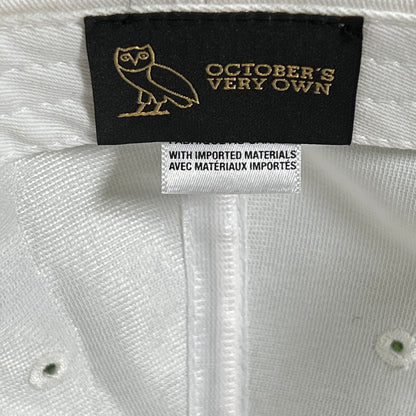 OCTOBER'S
VERY OWN
WITH IMPORTED MATERIALS
AVEC MATÉRIAUX IMPORTÉS